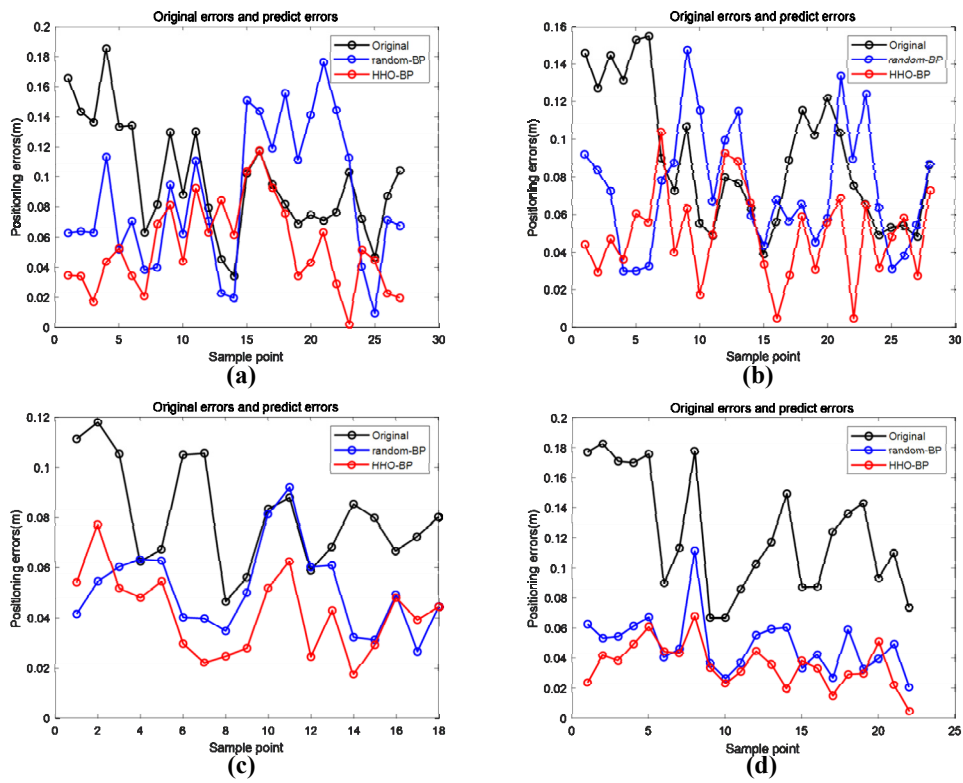 Original errors and predict errors
Positioning errors(m)
0.2
0.18
0.16
0.14
0.12
0.1
0.08
0.06
0.04
0.02
0
Original
random-BP
HHO-BP
0 5 10 15 20 25 30
Sample point
(a)
Original errors and predict errors
Positioning errors(m)
0.16
0.14
0.12
0.1
0.08
0.06
0.04
0.02
0
Original
random-BP
HHO-BP
0 5 10 15 20 25 30
Sample point
(b)
Original errors and predict errors
Positioning errors(m)
0.12
0.1
0.08
0.06
0.04
0.02
0
Original
random-BP
HHO-BP
0 2 4 6 8 10 12 14 16 18
Sample point
(c)
Original errors and predict errors
Positioning errors(m)
0.2
0.18
0.16
0.14
0.12
0.1
0.08
0.06
0.04
0.02
0
Original
random-BP
HHO-BP
0 5 10 15 20 25
Sample point
(d)